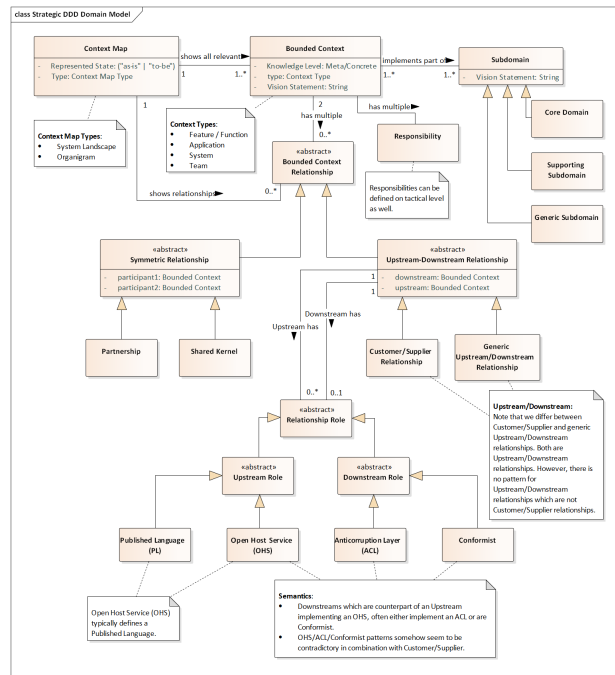 class Strategic DDD Domain Model
Context Map
- Represented State: ("as-is" | "to-be")
- Type: Context Map Type
shows all relevant
1
1..*
Bounded Context
- Knowledge Level: Meta/Concrete
- type: Context Type
- Vision Statement: String
implements part of
1..*
1..*
Subdomain
- Vision Statement: String
Core Domain
Supporting
Subdomain
Generic Subdomain
1
Context Map Types:
• System Landscape
• Organigram
Context Types:
• Feature / Function
• Application
• System
• Team
2
has multiple
0..*
has multiple
Responsibility
Responsibilities can be
defined on tactical level
as well.
shows relationships
0..*
«abstract»
Bounded Context
Relationship
«abstract»
Symmetric Relationship
- participant1: Bounded Context
- participant2: Bounded Context
«abstract»
Upstream-Downstream Relationship
- downstream: Bounded Context
- upstream: Bounded Context
1
1
Downstream has
Upstream has
Partnership
Shared Kernel
Customer/Supplier
Relationship
Generic
Upstream/Downstream
Relationship
0..*
0..1
«abstract»
Relationship Role
Upstream/Downstream:
Note that we differ between
Customer/Supplier and generic
Upstream/Downstream
relationships. Both are
Upstream/Downstream
relationships. However, there is
no pattern for
Upstream/Downstream
relationships which are not
Customer/Supplier relationships.
«abstract»
Upstream Role
«abstract»
Downstream Role
Published Language
(PL)
Open Host Service
(OHS)
Anticorruption Layer
(ACL)
Conformist
Open Host Service (OHS)
typically defines a
Published Language.
Semantics:
• Downstreams which are counterpart of an Upstream
implementing an OHS, often either implement an ACL or are
Conformist.
• OHS/ACL/Conformist patterns somehow seem to be
contradictory in combination with Customer/Supplier.